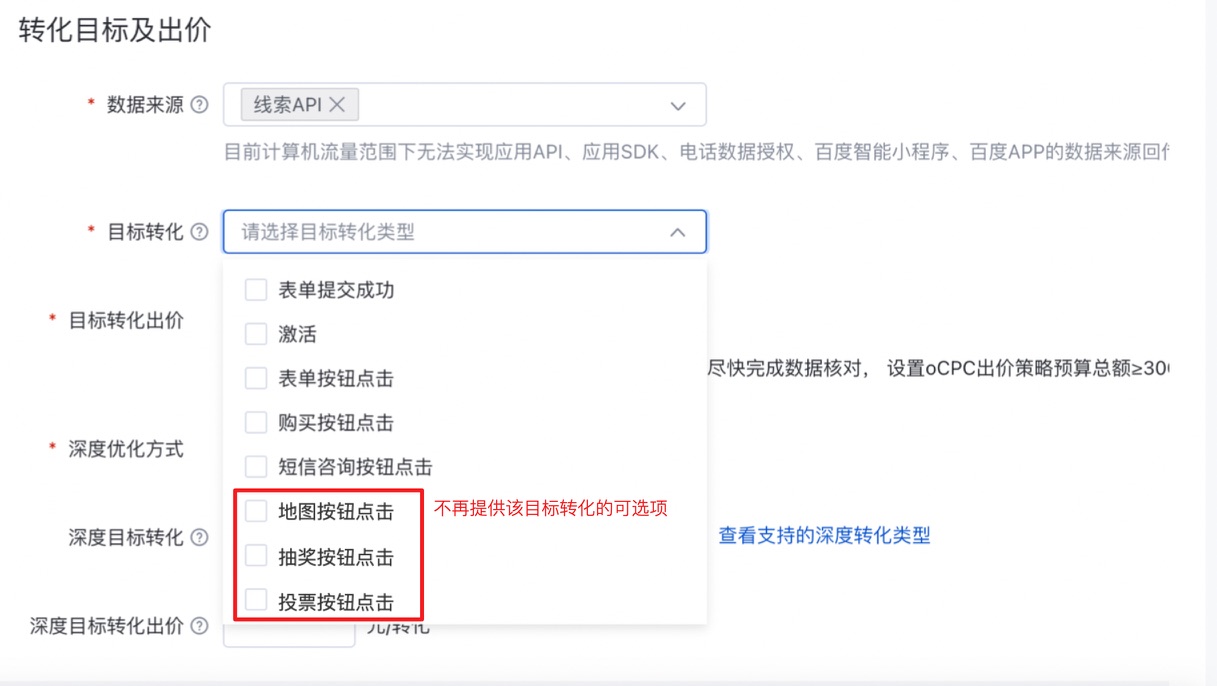 转化目标及出价
* 数据来源 ? 线索API ×
目前计算机流量范围下无法实现应用API、应用SDK、电话数据授权、百度智能小程序、百度APP的数据来源回
* 目标转化 ? 请选择目标转化类型
表单提交成功
* 目标转化出价
激活
尽快完成数据核对， 设置oCPC出价策略预算总额≥30
表单按钮点击
购买按钮点击
* 深度优化方式
短信咨询按钮点击
地图按钮点击 不再提供该目标转化的可选项
深度目标转化 ? 查看支持的深度转化类型
抽奖按钮点击
投票按钮点击
深度目标转化出价 ? 元/转化